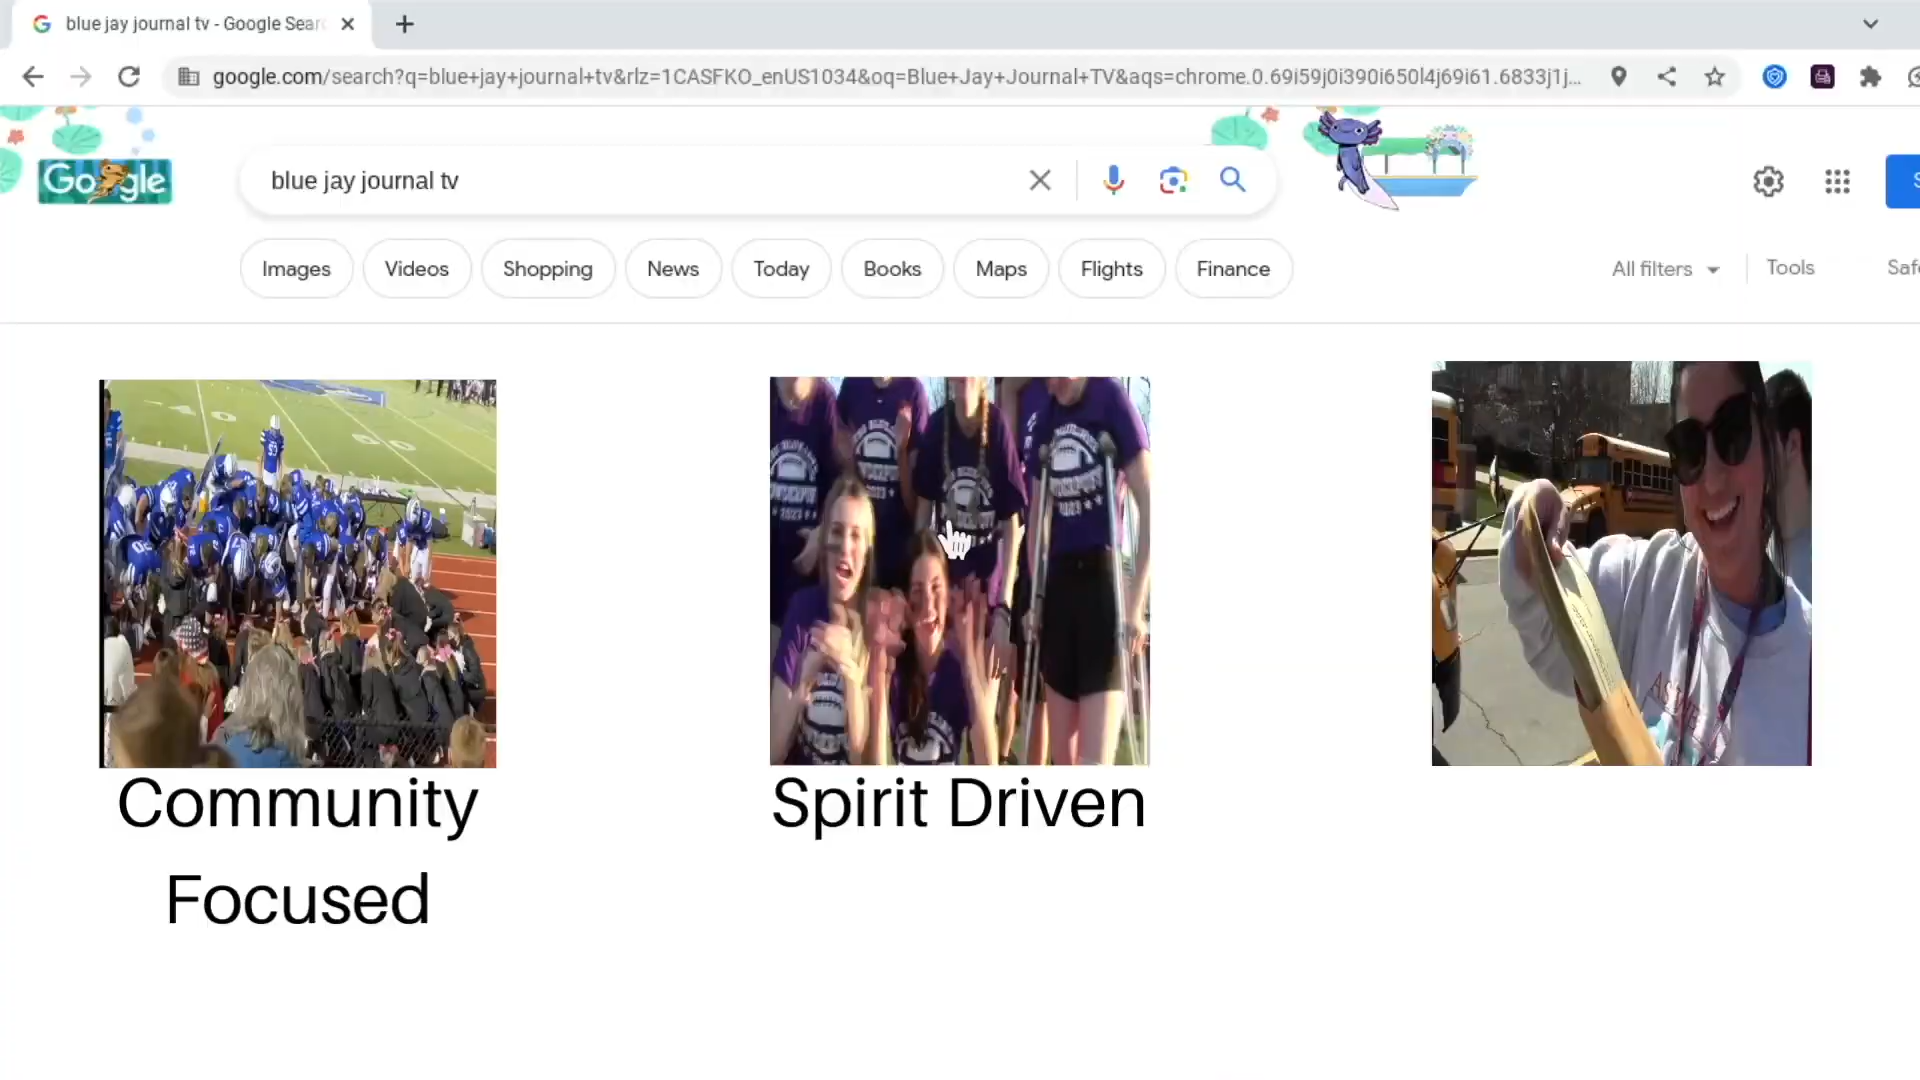 blue jay journal tv - Google Sear
google.com/search?q=blue+jay+journal+tv&rlz=1CASFKO_enUS1034&oq=Blue+Jay+Journal+TV&aqs=chrome.0.69i59j0i390i650l4j69i61.6833j1j...
Google
blue jay journal tv
Images
Videos
Shopping
News
Today
Books
Maps
Flights
Finance
All filters
Tools
Safe
Community
Focused
Spirit Driven